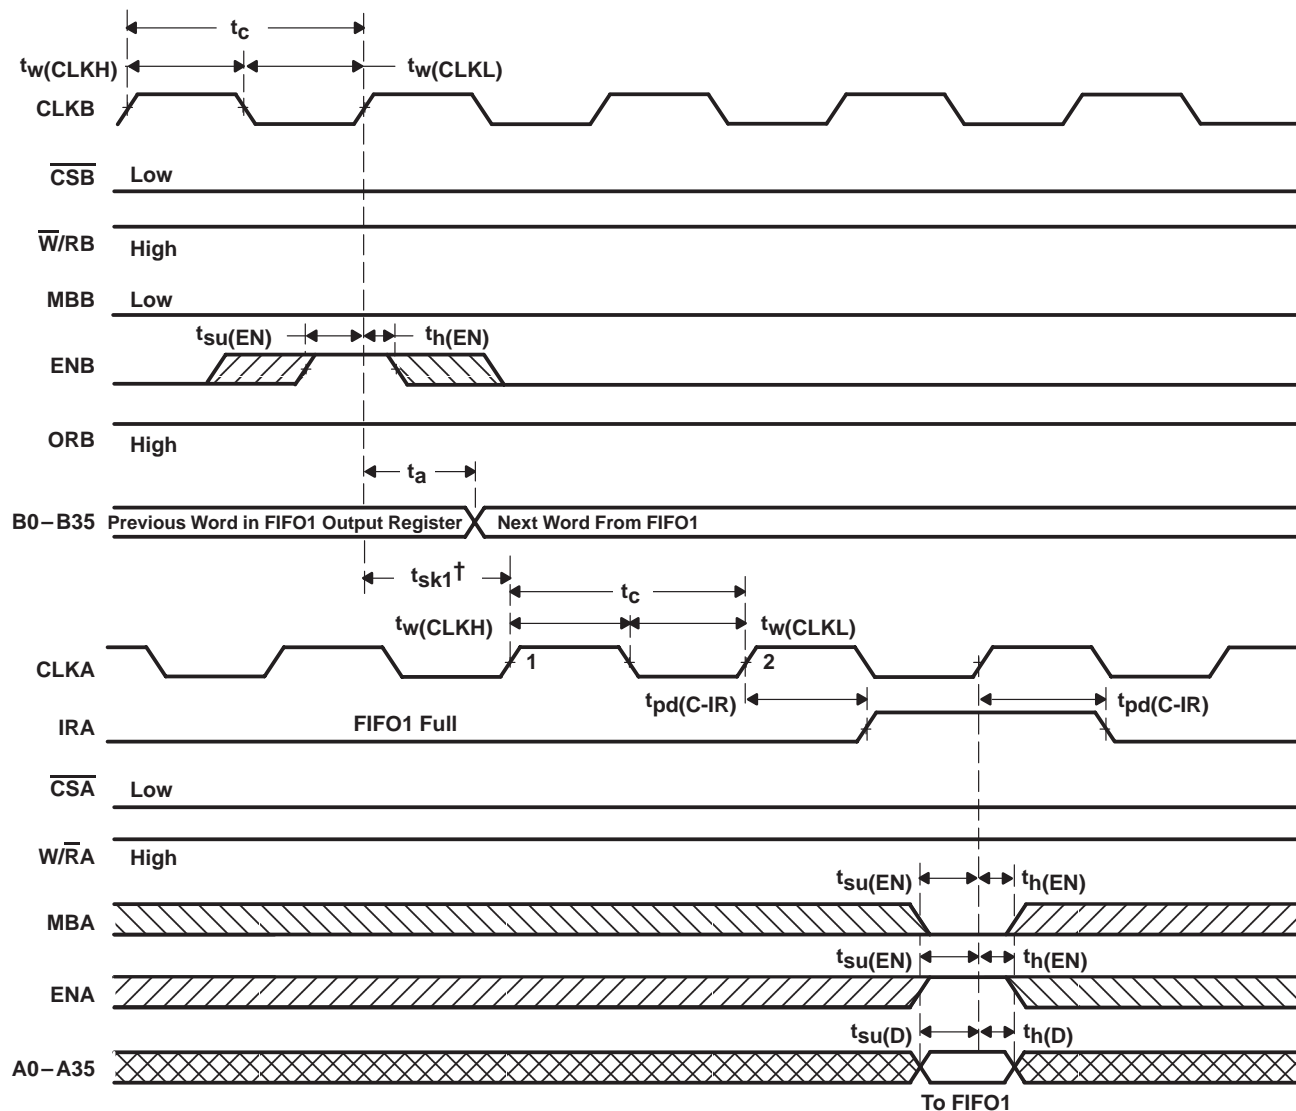 tc
tw(CLKH) tw(CLKL)
CLKB
CSB Low
W/RB High
MBB Low
tsu(EN) th(EN)
ENB
ORB High
ta
B0–B35 Previous Word in FIFO1 Output Register Next Word From FIFO1
tsk1†
tc
tw(CLKH) tw(CLKL)
CLKA 1 2
tpd(C-IR) tpd(C-IR)
IRA FIFO1 Full
CSA Low
W/RA High
tsu(EN) th(EN)
MBA
tsu(EN) th(EN)
ENA
tsu(D) th(D)
A0–A35
To FIFO1